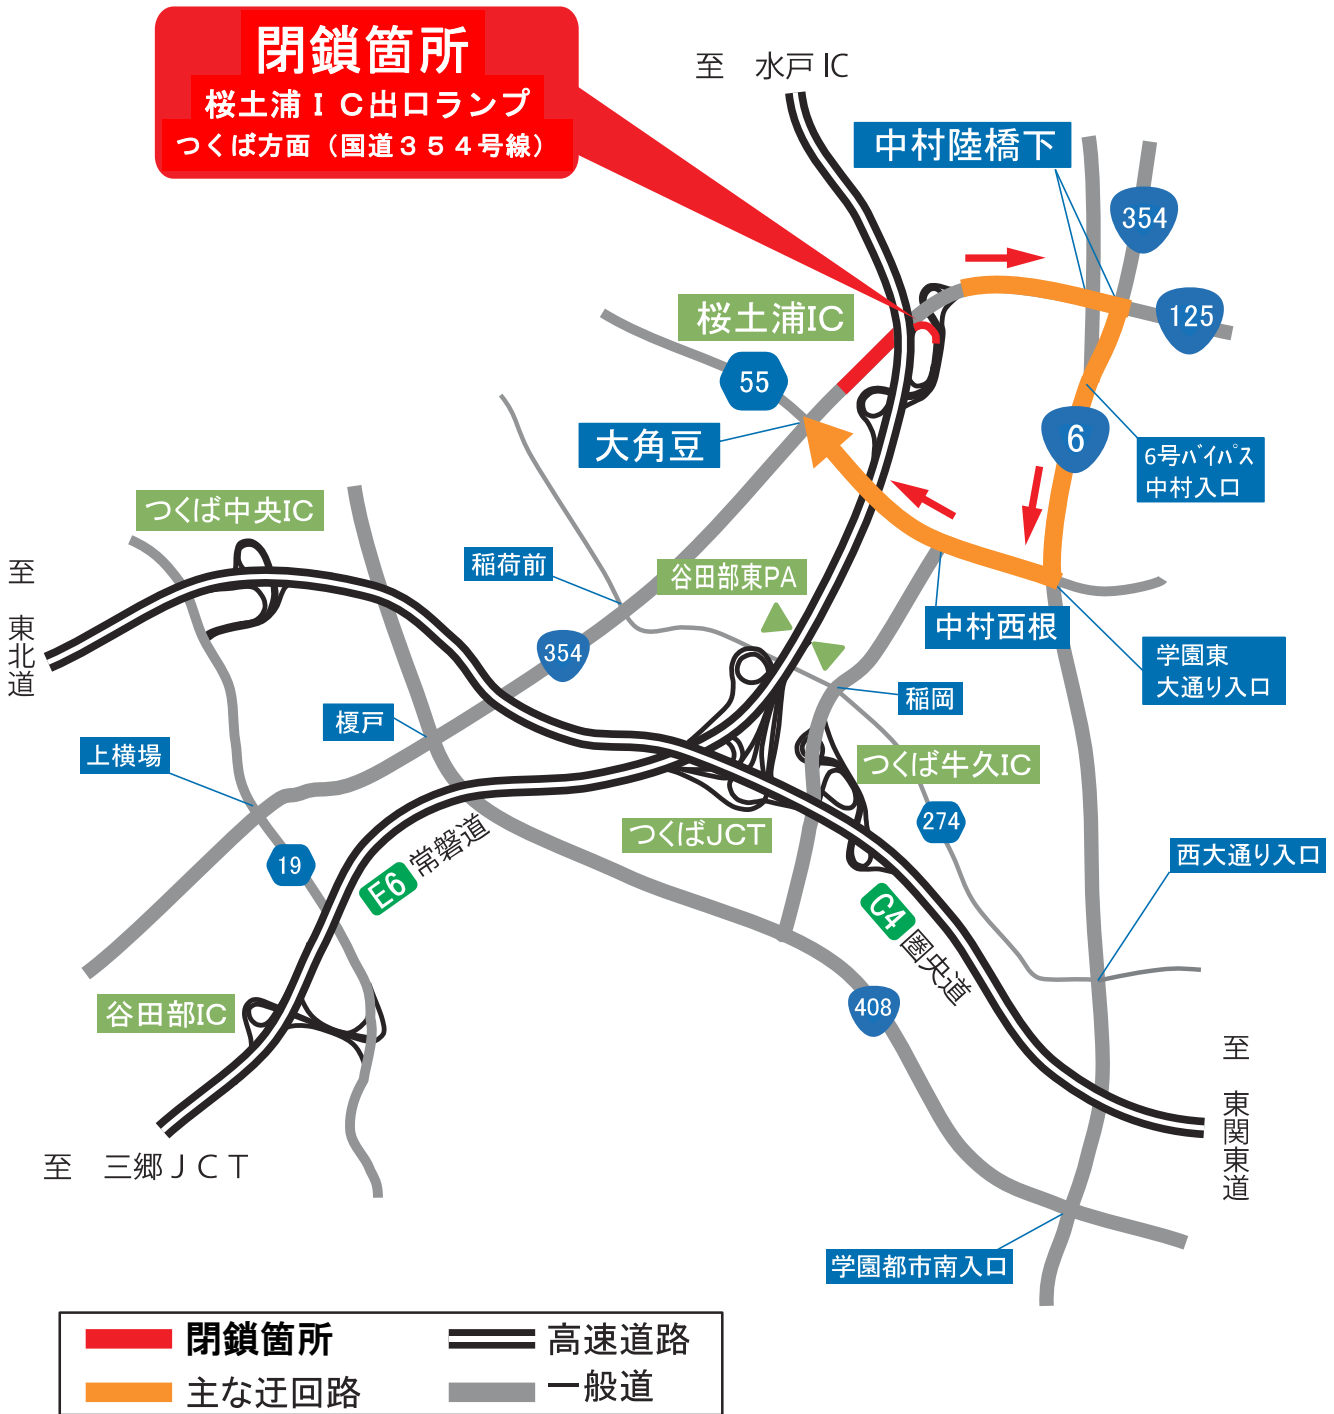 閉鎖箇所
桜土浦ＩＣ出口ランプ
つくば方面（国道３５４号線）
至　水戸IC
中村陸橋下
354
125
桜土浦IC
55
大角豆
6
6号ﾊﾞｲﾊﾟｽ
中村入口
つくば中央IC
至　東北道
稲荷前
谷田部東PA
354
中村西根
学園東
大通り入口
稲岡
榎戸
上横場
つくば牛久IC
274
つくばJCT
19
E6
常磐道
C4
圏央道
西大通り入口
谷田部IC
408
至　東関東道
至　三郷ＪＣＴ
学園都市南入口
閉鎖箇所
高速道路
主な迂回路
一般道